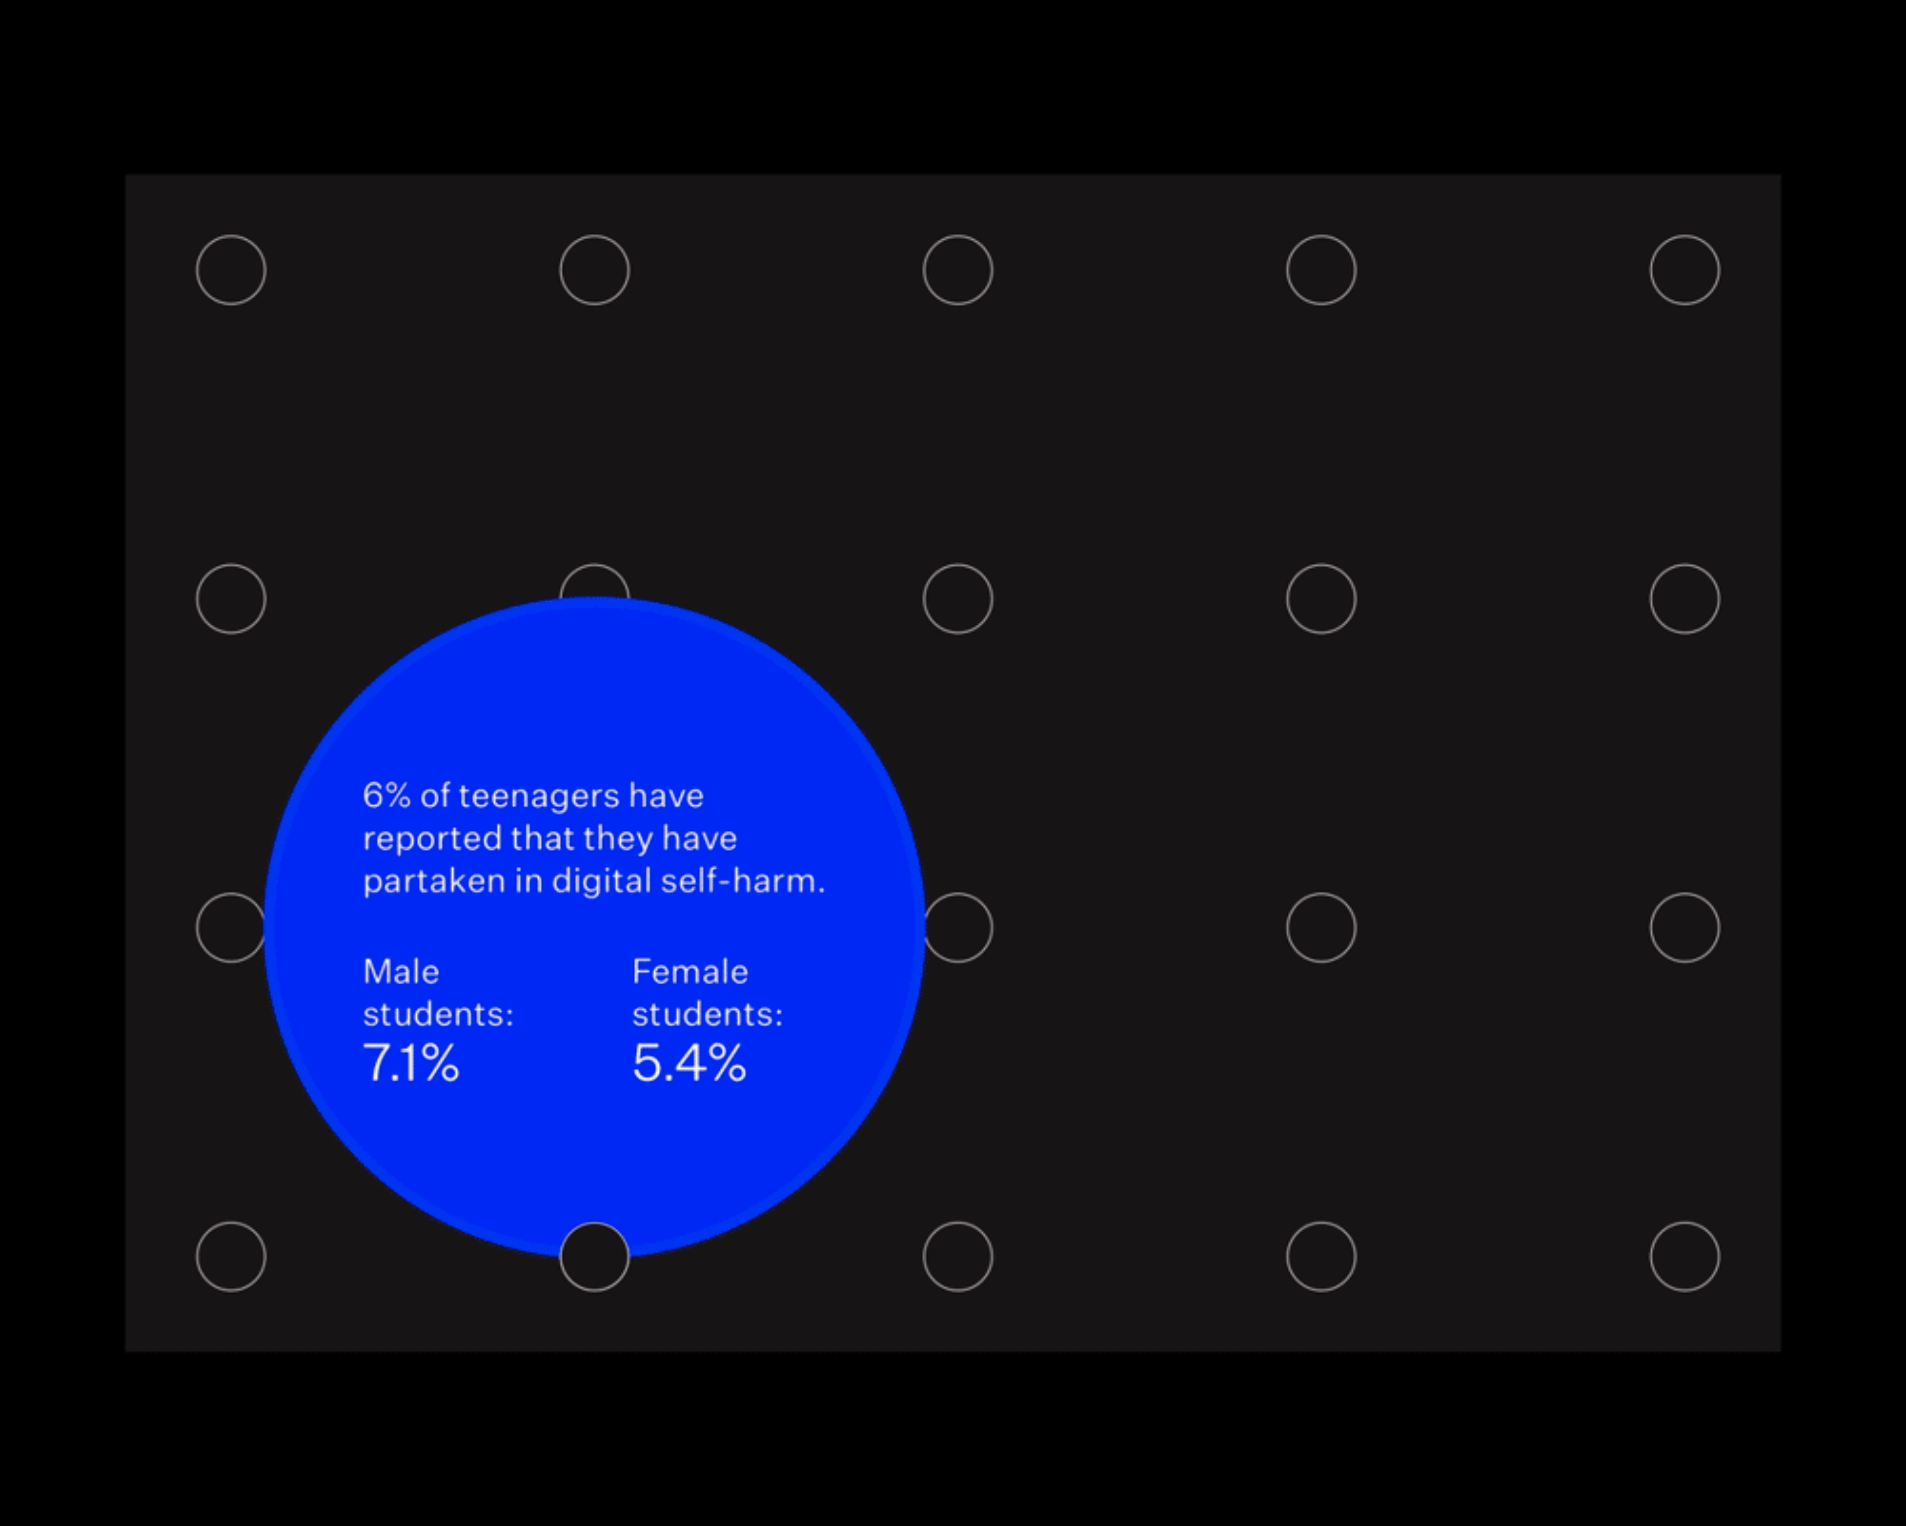 6% of teenagers have
reported that they have
partaken in digital self-harm.
Male
students:
7.1%
Female
students:
5.4%